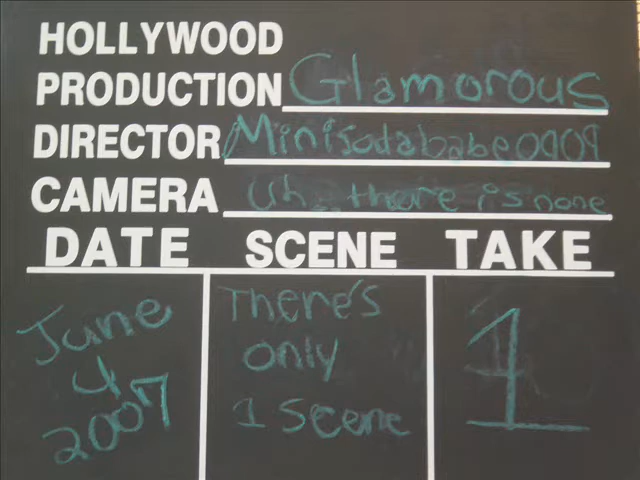 HOLLYWOOD
PRODUCTION Glamorous
DIRECTOR Minisodababe0909
CAMERA Uh.. there is none
DATE SCENE TAKE
June
4
2007
There's
only
1 scene
1